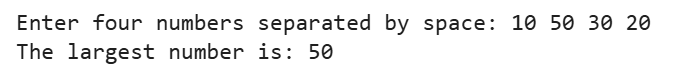 Enter four numbers separated by space: 10 50 30 20
The largest number is: 50